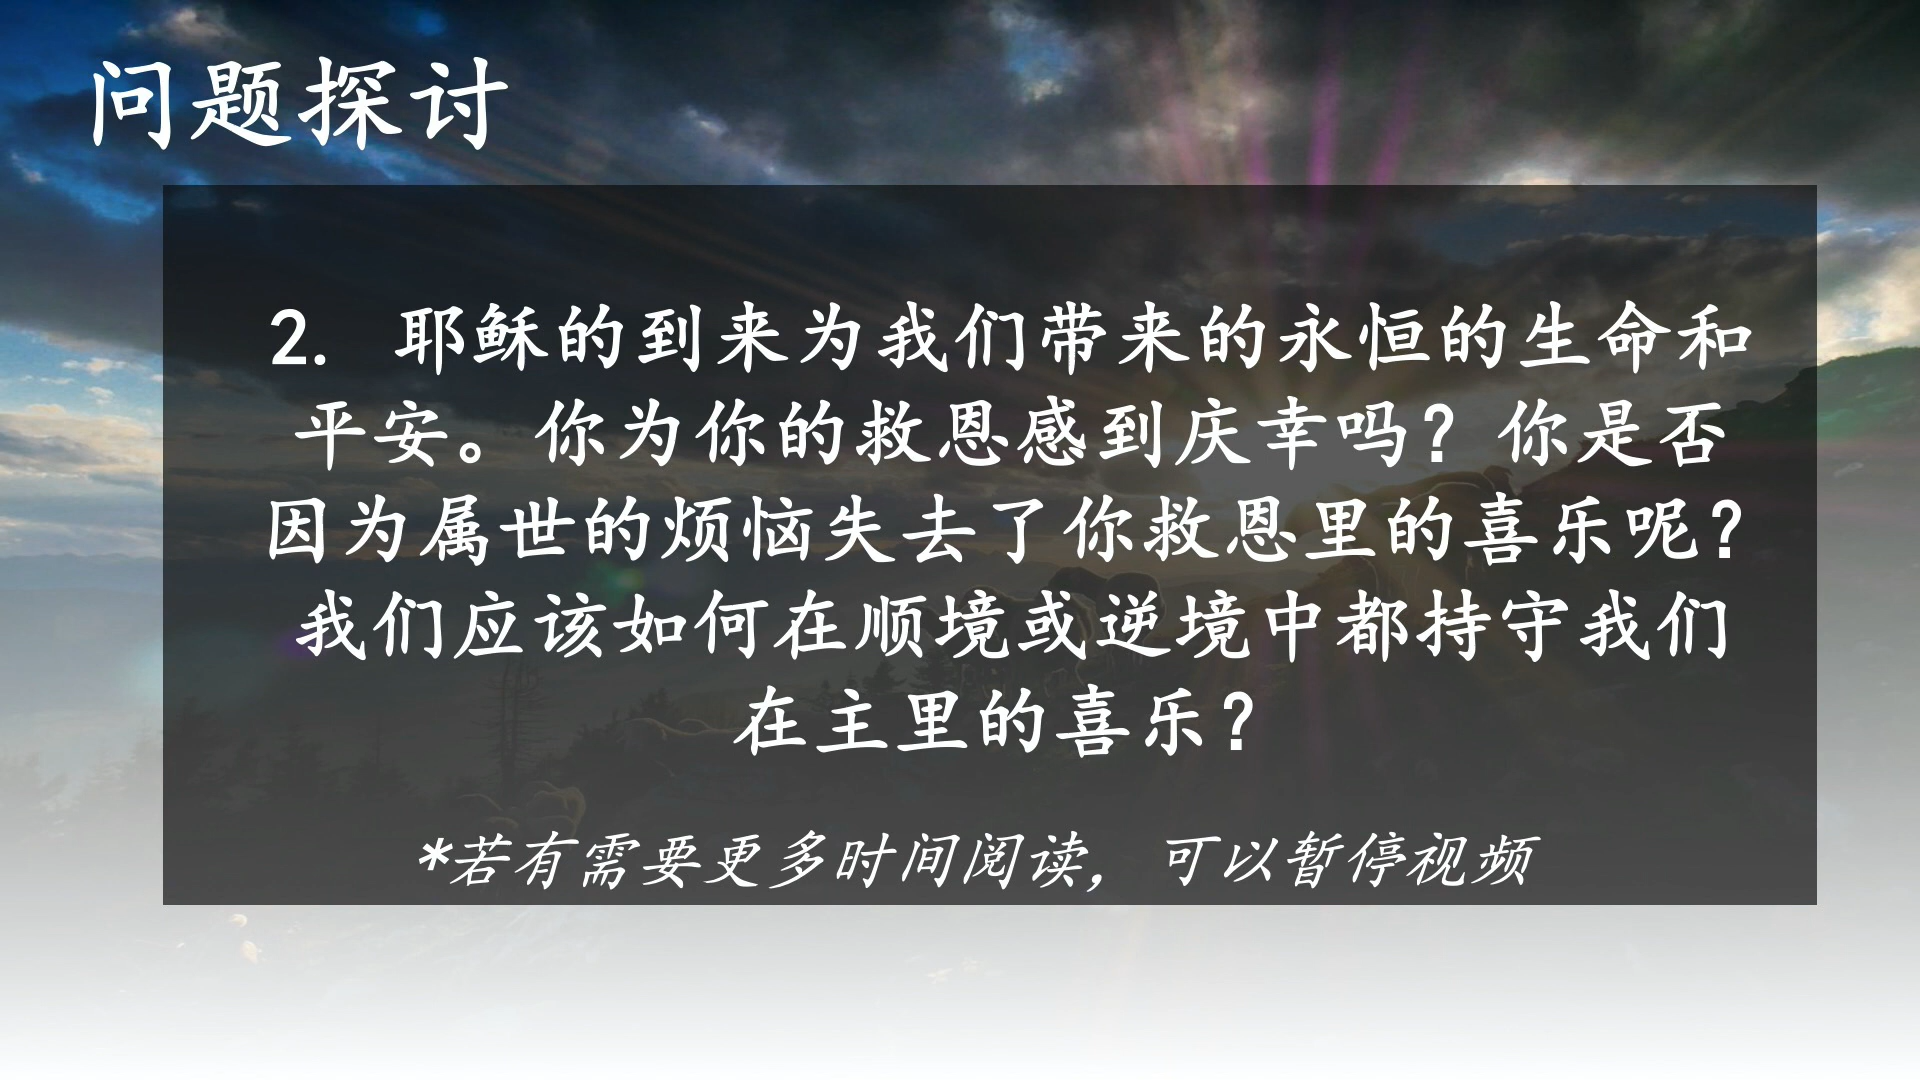 问题探讨
2. 耶稣的到来为我们带来的永恒的生命和
平安。你为你的救恩感到庆幸吗？你是否
因为属世的烦恼失去了你救恩里的喜乐呢？
我们应该如何在顺境或逆境中都持守我们
在主里的喜乐？
*若有需要更多时间阅读，可以暂停视频